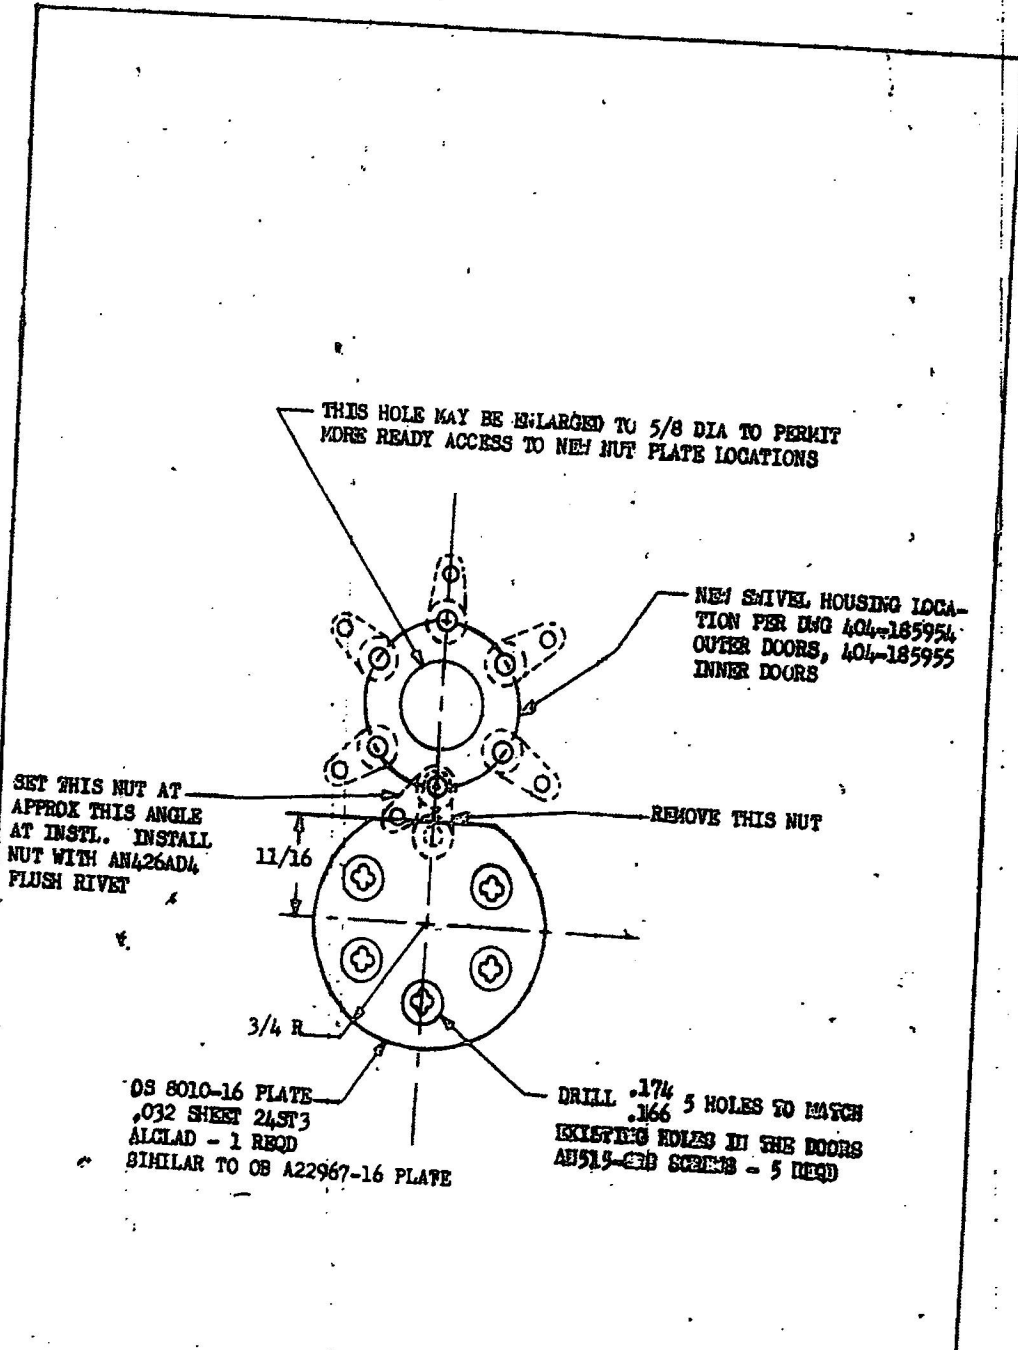 THIS HOLE MAY BE ENLARGED TO 5/8 DIA TO PERMIT
MORE READY ACCESS TO NEW NUT PLATE LOCATIONS
NEW SWIVEL HOUSING LOCA-
TION PER DWG 404-185954
OUTER DOORS, 404-185955
INNER DOORS
SET THIS NUT AT
APPROX THIS ANGLE
AT INSTL. INSTALL
NUT WITH AN426AD4
FLUSH RIVET
REMOVE THIS NUT
11/16
3/4 R
8010-16 PLATE
.032 SHEET 24ST3
ALCLAD - 1 REQD
SIMILAR TO A22967-16 PLATE
DRILL .174 5 HOLES TO MATCH
.166
EXISTING HOLES IN THE DOORS
SCREWS - 5 REQD